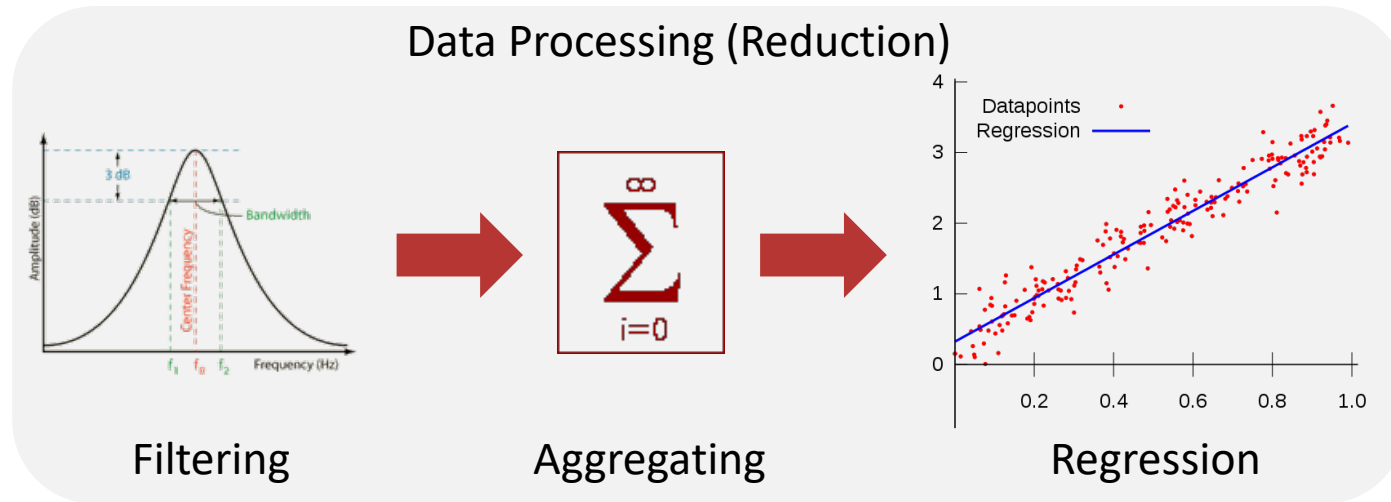 Data Processing (Reduction)
Amplitude (dB)
3 dB
Bandwidth
Center Frequency
f1 f0 f2 Frequency (Hz)
∞
Σ
i=0
4
3
2
1
0
Datapoints
Regression
0.2 0.4 0.6 0.8 1.0
Filtering Aggregating Regression